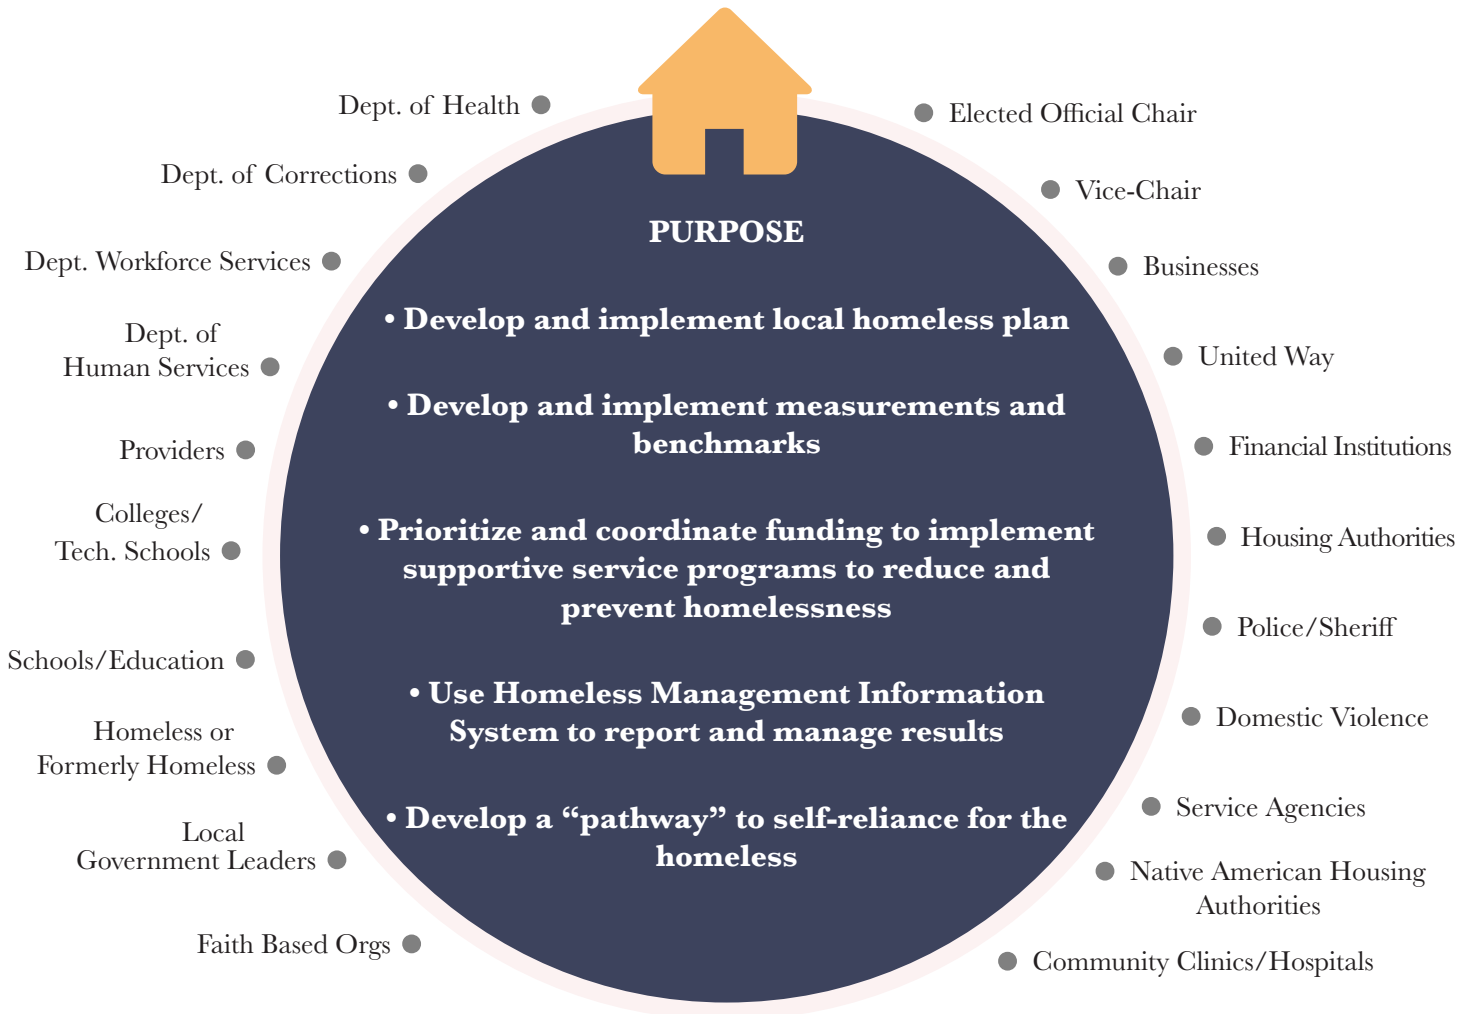 Dept. of Health
Dept. of Corrections
Dept. Workforce Services
Dept. of
Human Services
Providers
Colleges/
Tech. Schools
Schools/Education
Homeless or
Formerly Homeless
Local
Government Leaders
Faith Based Orgs
PURPOSE
• Develop and implement local homeless plan
• Develop and implement measurements and
benchmarks
• Prioritize and coordinate funding to implement
supportive service programs to reduce and
prevent homelessness
• Use Homeless Management Information
System to report and manage results
• Develop a “pathway” to self-reliance for the
homeless
Elected Official Chair
Vice-Chair
Businesses
United Way
Financial Institutions
Housing Authorities
Police/Sheriff
Domestic Violence
Service Agencies
Native American Housing
Authorities
Community Clinics/Hospitals